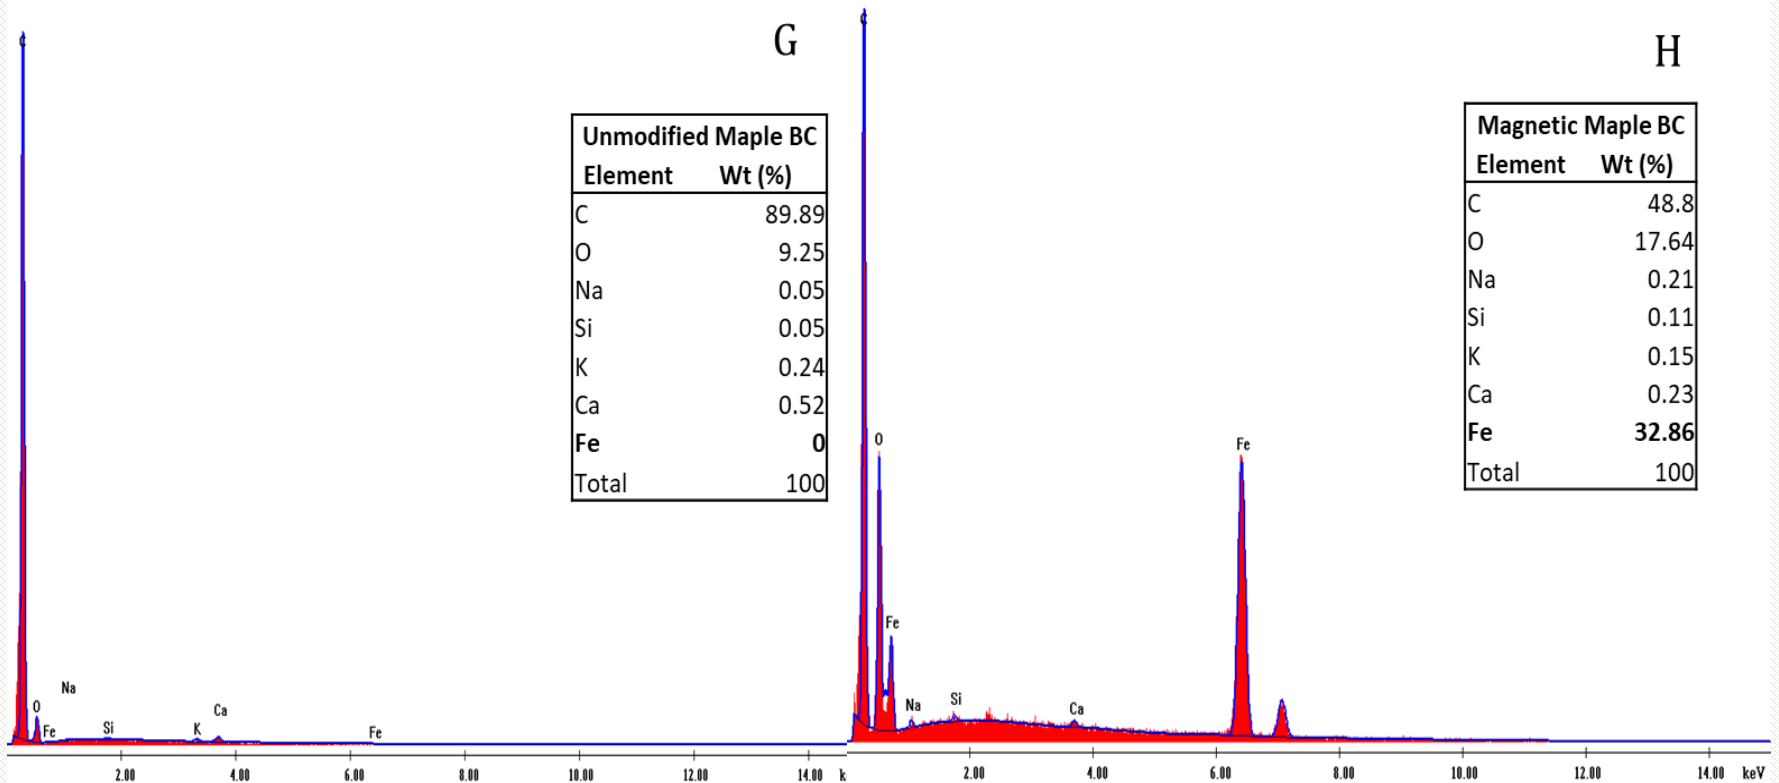 G
C
Unmodified Maple BC
Element Wt (%)
C 89.89
O 9.25
Na 0.05
Si 0.05
K 0.24
Ca 0.52
Fe 0
Total 100
Na
O
Fe
Si
K
Ca
Fe
2.00 4.00 6.00 8.00 10.00 12.00 14.00 k
H
C
Magnetic Maple BC
Element Wt (%)
C 48.8
O 17.64
Na 0.21
Si 0.11
K 0.15
Ca 0.23
Fe 32.86
Total 100
O
Fe
Fe
Na
Si
Ca
2.00 4.00 6.00 8.00 10.00 12.00 14.00 keV